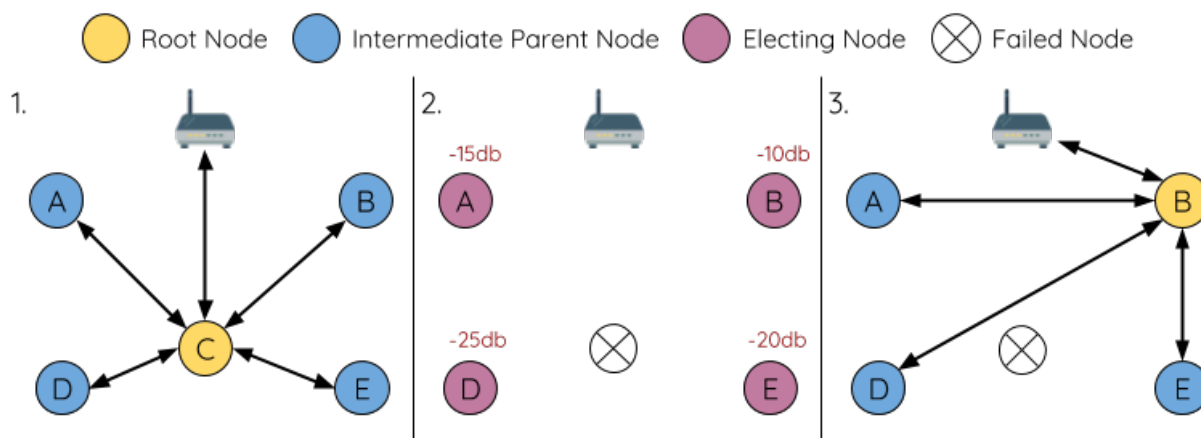 Root Node Intermediate Parent Node Electing Node Failed Node
1. 2. 3.
-15db -10db
A B A B A B
-25db -20db
C
D E D E D E